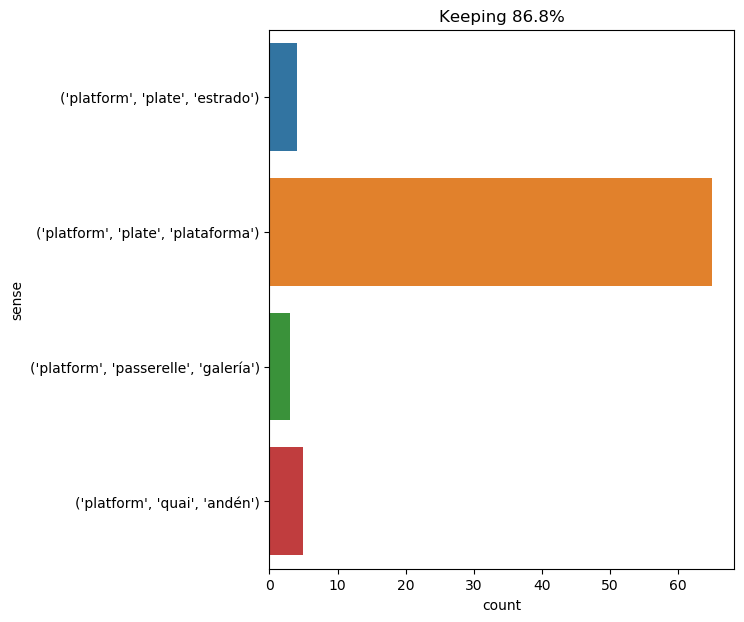 Keeping 86.8%
('platform', 'plate', 'estrado')
('platform', 'plate', 'plataforma')
('platform', 'passerelle', 'galería')
('platform', 'quai', 'andén')
sense
0 10 20 30 40 50 60
count